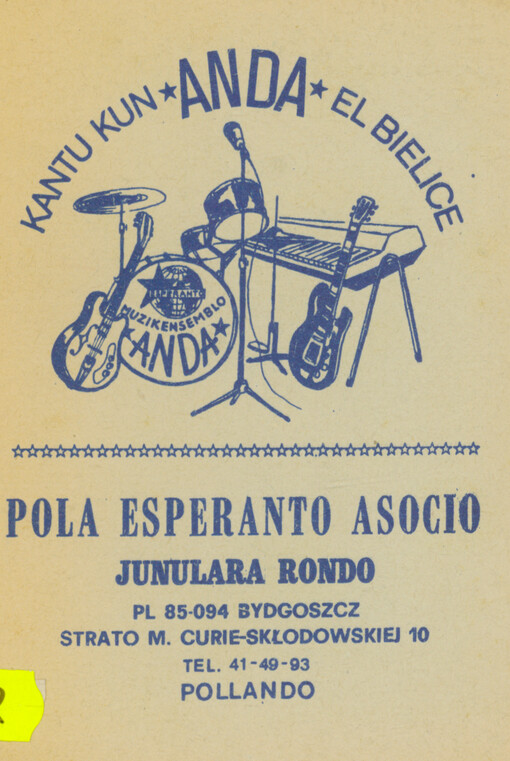 KANTU KUN ★ ANDA ★ EL BIELICE
ESPERANTO
MUZIKENSEMBLO
★ANDA★
POLA ESPERANTO ASOCIO
JUNULARA RONDO
PL 85-094 BYDGOSZCZ
STRATO M. CURIE-SKŁODOWSKIEJ 10
TEL. 41-49-93
POLLANDO